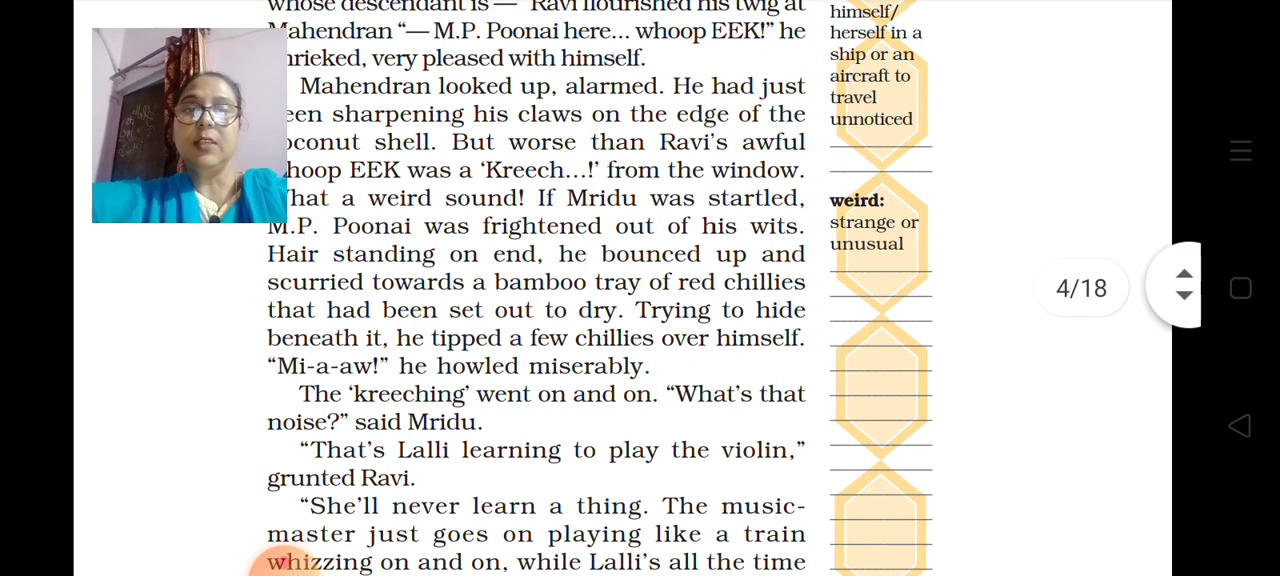 whose descendant is — “Ravi flourished his twig at
Mahendran “— M.P. Poonai here... whoop EEK!” he
hrieked, very pleased with himself.
Mahendran looked up, alarmed. He had just
een sharpening his claws on the edge of the
oconut shell. But worse than Ravi’s awful
hoop EEK was a ‘Kreech...!’ from the window.
hat a weird sound! If Mridu was startled,
M.P. Poonai was frightened out of his wits.
Hair standing on end, he bounced up and
scurried towards a bamboo tray of red chillies
that had been set out to dry. Trying to hide
beneath it, he tipped a few chillies over himself.
“Mi-a-aw!” he howled miserably.
The ‘kreeching’ went on and on. “What’s that
noise?” said Mridu.
“That’s Lalli learning to play the violin,”
grunted Ravi.
“She’ll never learn a thing. The music-
master just goes on playing like a train
whizzing on and on, while Lalli’s all the time
himself/
herself in a
ship or an
aircraft to
travel
unnoticed
weird:
strange or
unusual
4/18